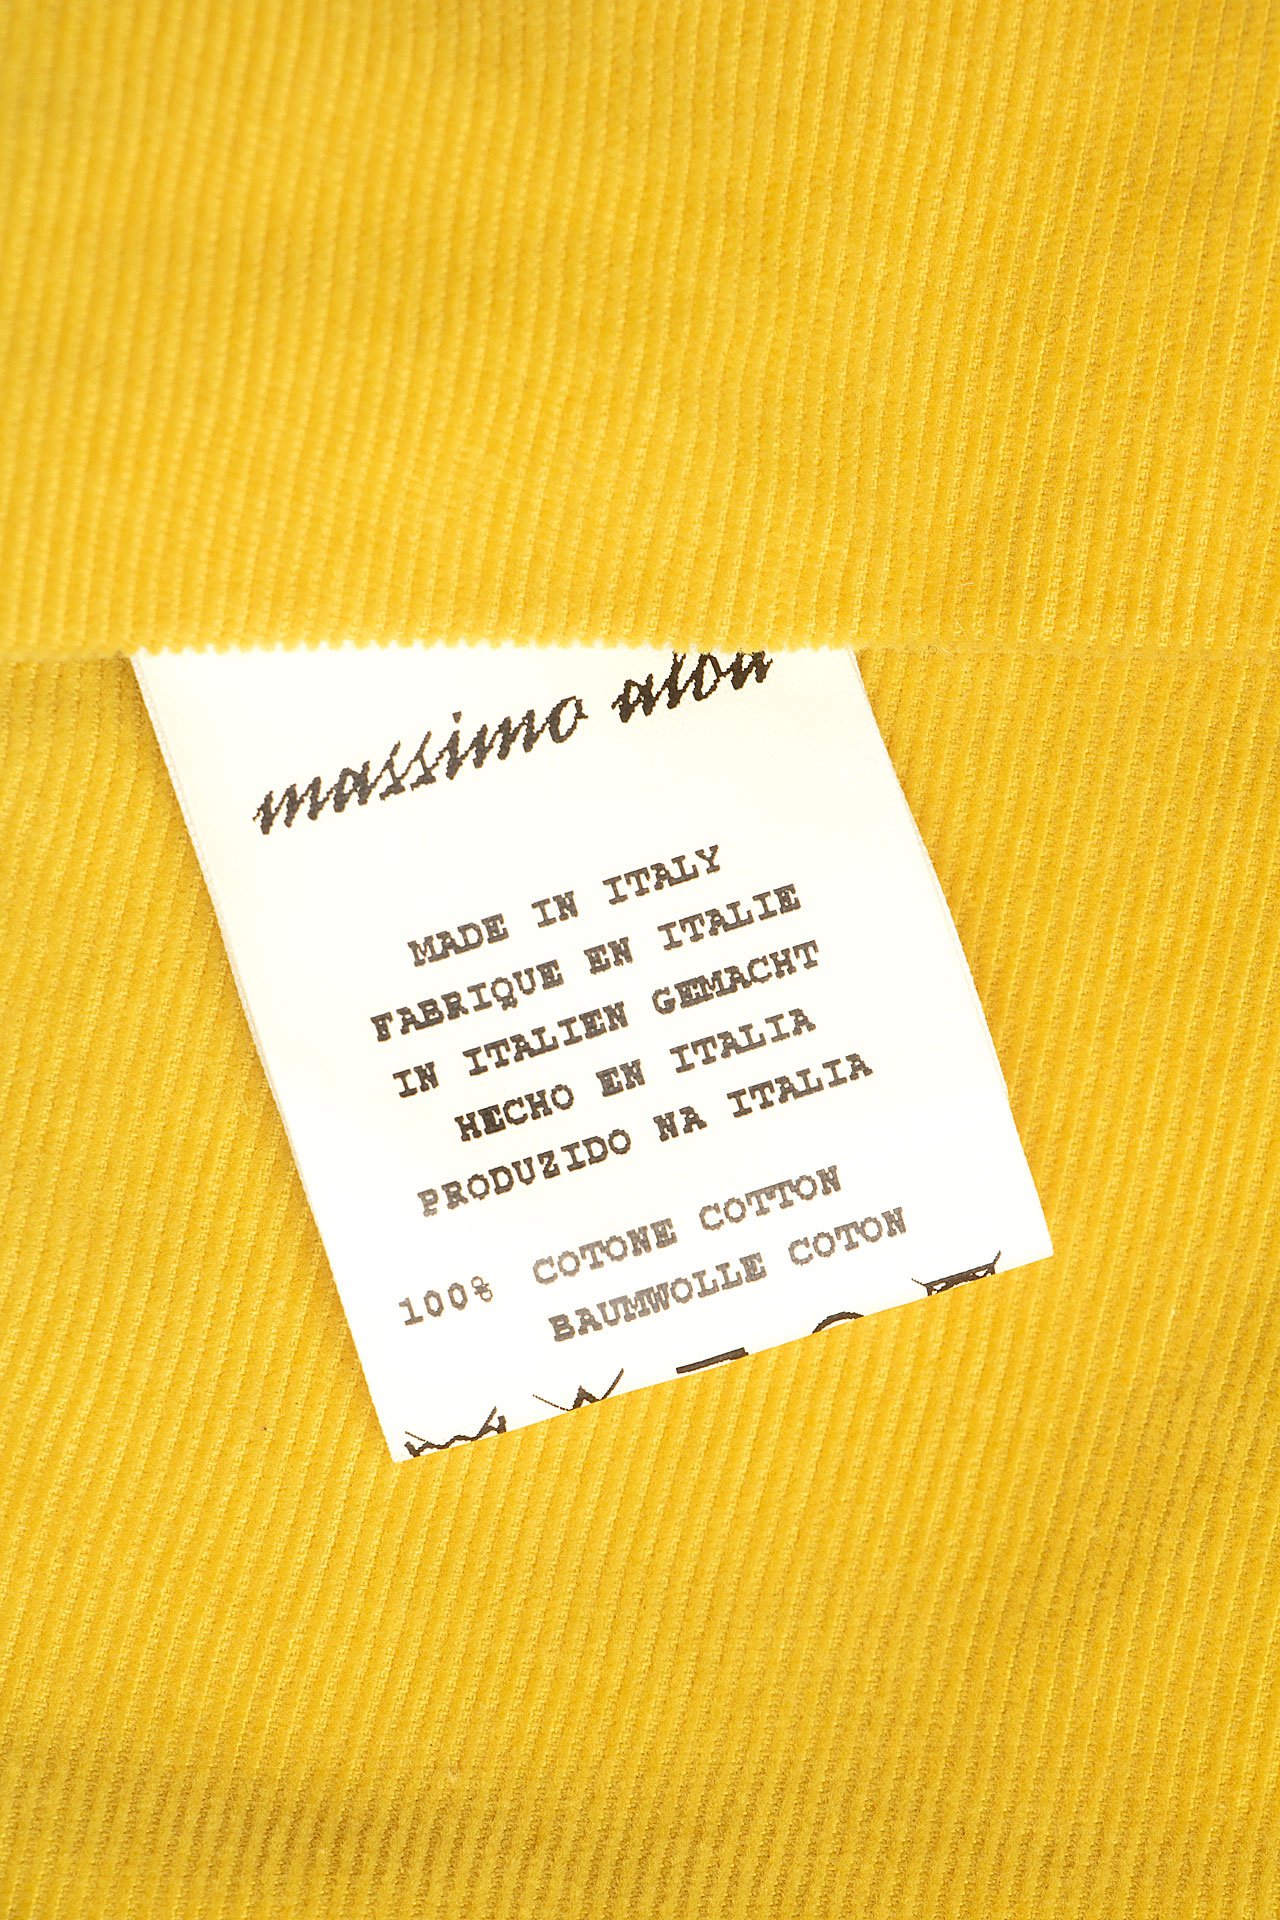 massimo alba
MADE IN ITALY
FABRIQUE EN ITALIE
IN ITALIEN GEMACHT
HECHO EN ITALIA
PRODUZIDO NA ITALIA
100% COTONE COTTON
BAUMWOLLE COTON